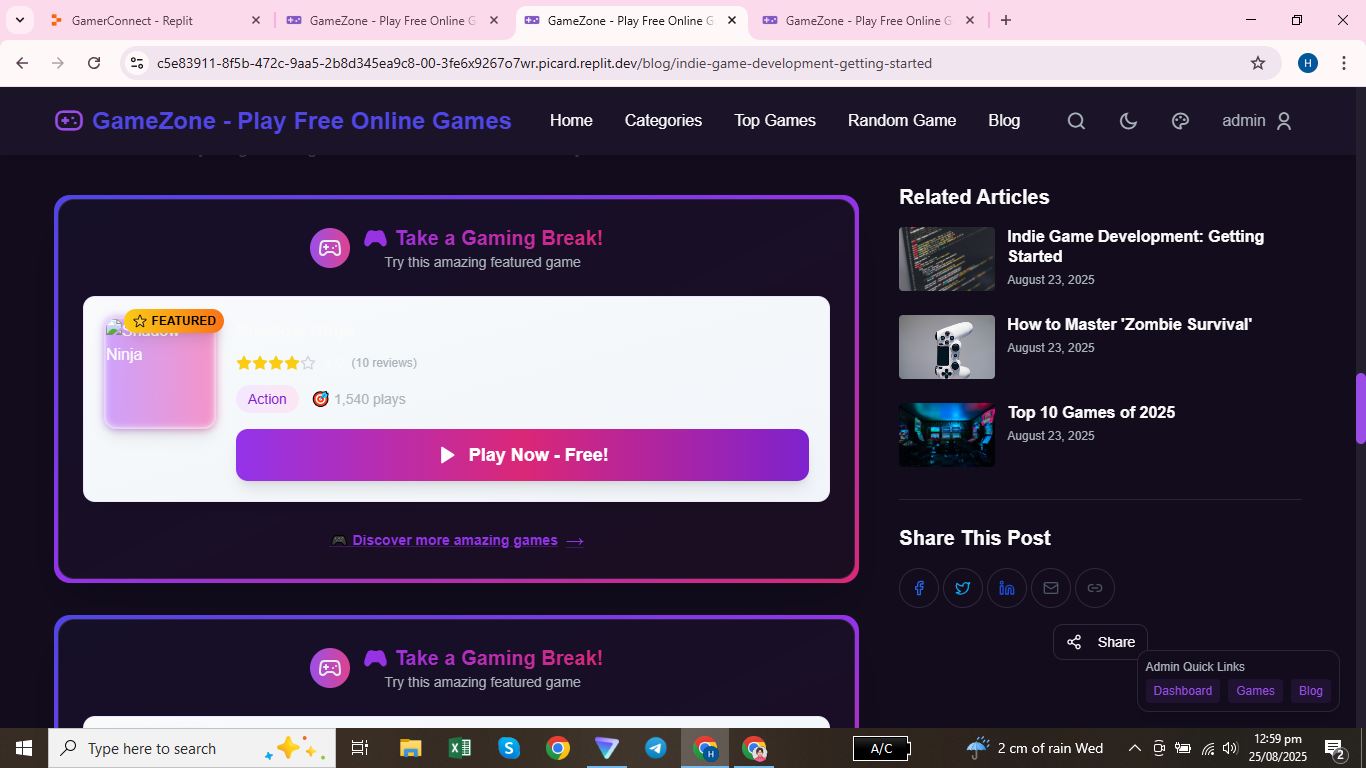 GamerConnect - Replit
GameZone - Play Free Online G
GameZone - Play Free Online G
GameZone - Play Free Online G
c5e83911-8f5b-472c-9aa5-2b8d345ea9c8-00-3fe6x9267o7wr.picard.replit.dev/blog/indie-game-development-getting-started
H
GameZone - Play Free Online Games
Home
Categories
Top Games
Random Game
Blog
admin
Take a Gaming Break!
Try this amazing featured game
FEATURED
Shadow
Ninja
(10 reviews)
Action
1,540 plays
Play Now - Free!
Discover more amazing games →
Take a Gaming Break!
Try this amazing featured game
Related Articles
Indie Game Development: Getting
Started
August 23, 2025
How to Master 'Zombie Survival'
August 23, 2025
Top 10 Games of 2025
August 23, 2025
Share This Post
Share
Admin Quick Links
Dashboard
Games
Blog
Type here to search
A/C
2 cm of rain Wed
12:59 pm
25/08/2025
2